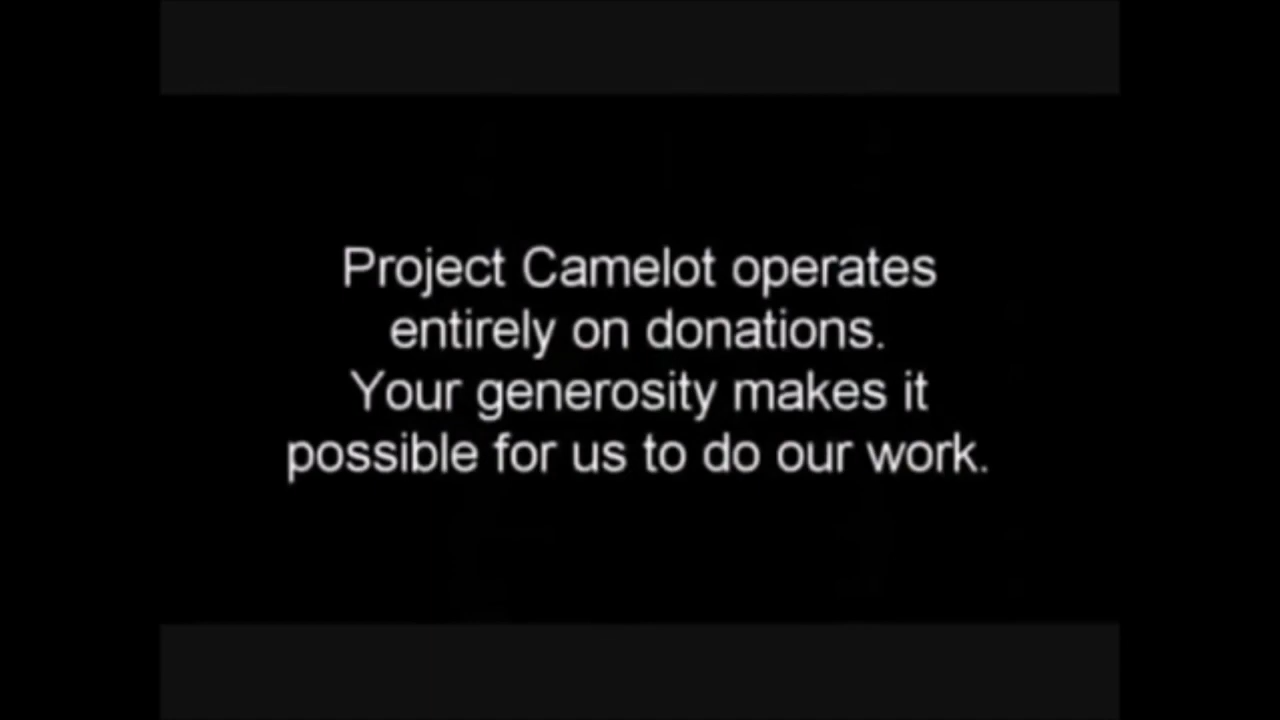 Project Camelot operates
entirely on donations.
Your generosity makes it
possible for us to do our work.